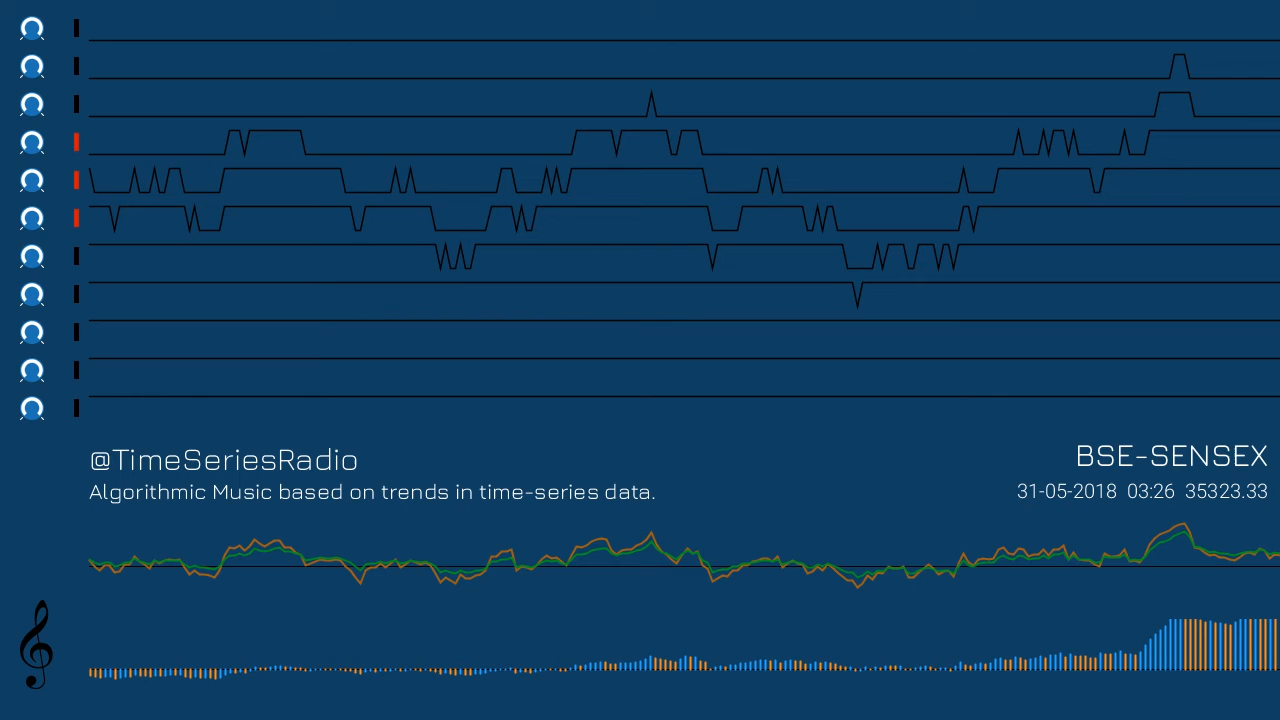 @TimeSeriesRadio
Algorithmic Music based on trends in time-series data.
BSE-SENSEX
31-05-2018 03:26 35323.33